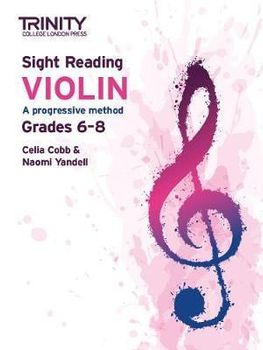 TRINITY
COLLEGE LONDON PRESS
Sight Reading
VIOLIN
A progressive method
Grades 6–8
Celia Cobb &
Naomi Yandell